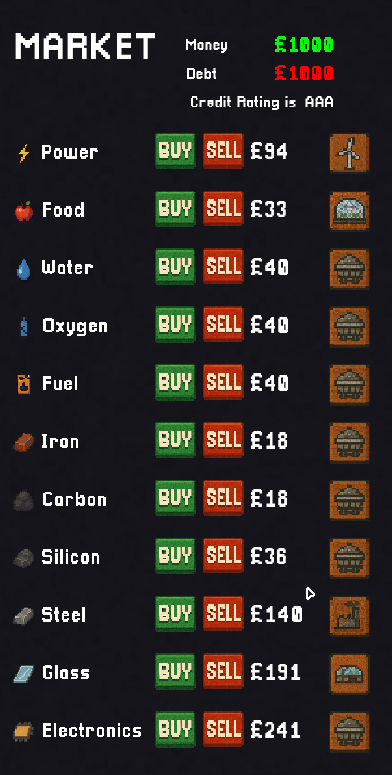 MARKET
Money £1000
Debt £1000
Credit Rating is AAA
Power BUY SELL £94
Food BUY SELL £33
Water BUY SELL £40
Oxygen BUY SELL £40
Fuel BUY SELL £40
Iron BUY SELL £18
Carbon BUY SELL £18
Silicon BUY SELL £36
Steel BUY SELL £140
Glass BUY SELL £191
Electronics BUY SELL £241